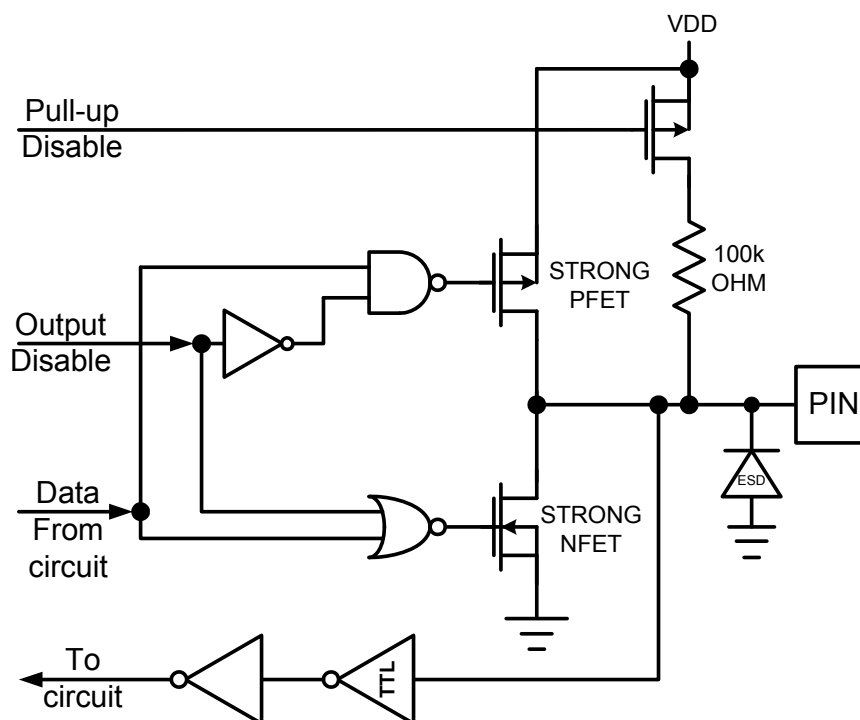 VDD
Pull-up
Disable
100k
OHM
STRONG
PFET
Output
Disable
PIN
ESD
Data
From
circuit
STRONG
NFET
To
circuit
TTL